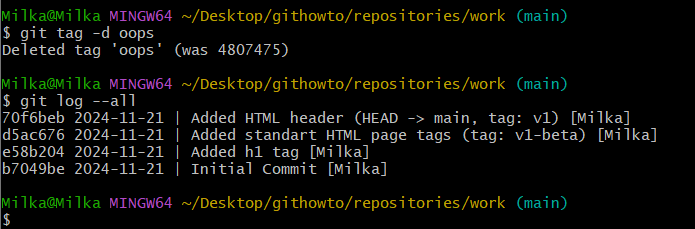 Milka@Milka MINGW64 ~/Desktop/githowto/repositories/work (main)
$ git tag -d oops
Deleted tag 'oops' (was 4807475)
Milka@Milka MINGW64 ~/Desktop/githowto/repositories/work (main)
$ git log --all
70f6beb 2024-11-21 | Added HTML header (HEAD -> main, tag: v1) [Milka]
d5ac676 2024-11-21 | Added standart HTML page tags (tag: v1-beta) [Milka]
e58b204 2024-11-21 | Added h1 tag [Milka]
b7049be 2024-11-21 | Initial Commit [Milka]
Milka@Milka MINGW64 ~/Desktop/githowto/repositories/work (main)
$